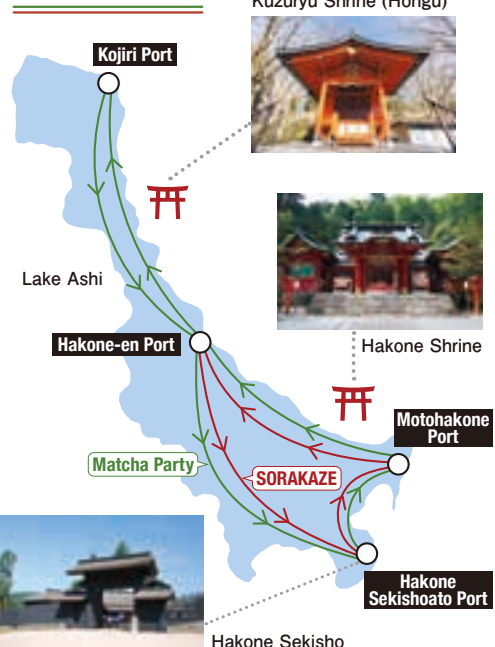 Kuzuryu Shrine (Hongu)
Kojiri Port
Lake Ashi
Hakone Shrine
Hakone-en Port
Motohakone
Port
Matcha Party
SORAKAZE
Hakone
Sekishoato Port
Hakone Sekisho